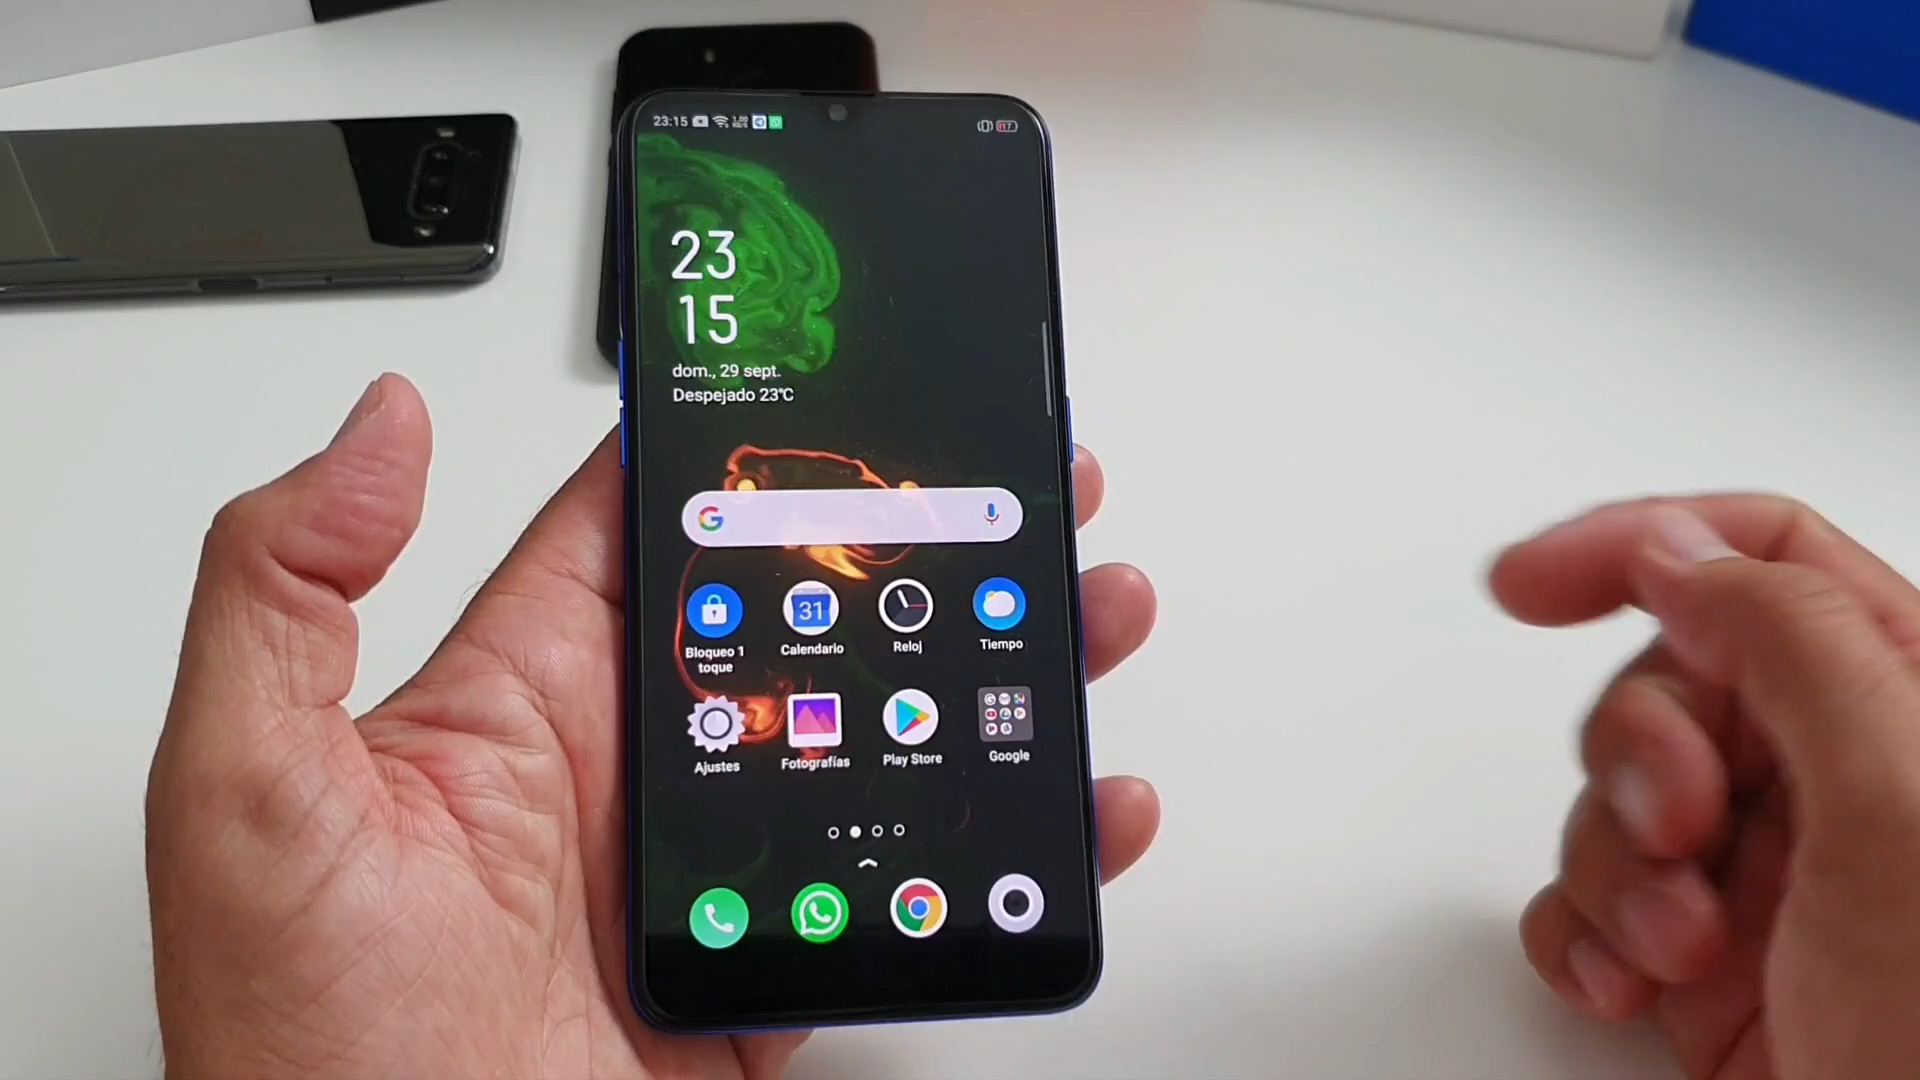 23:15
23
15
dom., 29 sept.
Despejado 23°C
31
Bloqueo 1
toque
Calendario
Reloj
Tiempo
Ajustes
Fotografías
Play Store
Google